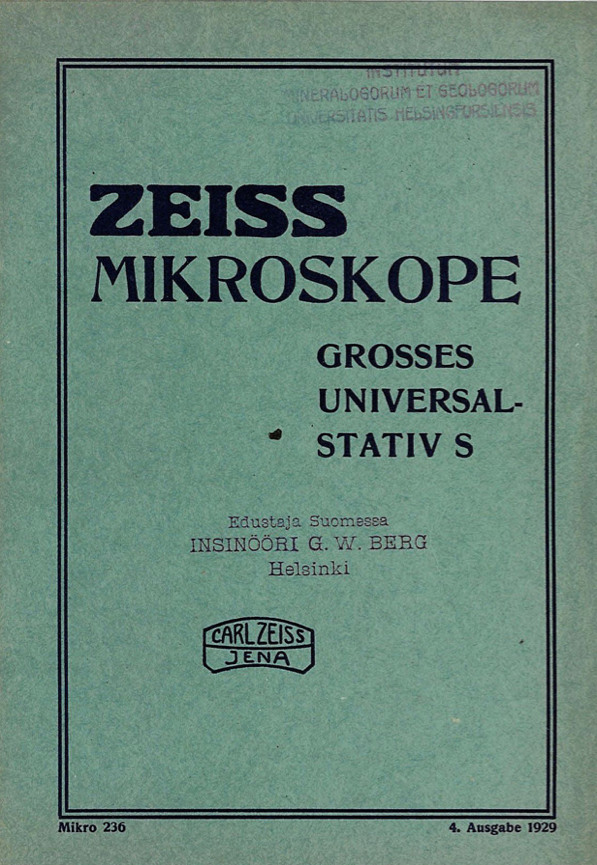 INSTITUTUM
MINERALOGORUM ET GEOLOGORUM
UNIVERSITATIS HELSINGFORSIENSIS
ZEISS
MIKROSKOPE
GROSSES
UNIVERSAL-
STATIV S
Edustaja Suomessa
INSINÖÖRI G. W. BERG
Helsinki
CARL ZEISS
JENA
Mikro 236
4. Ausgabe 1929